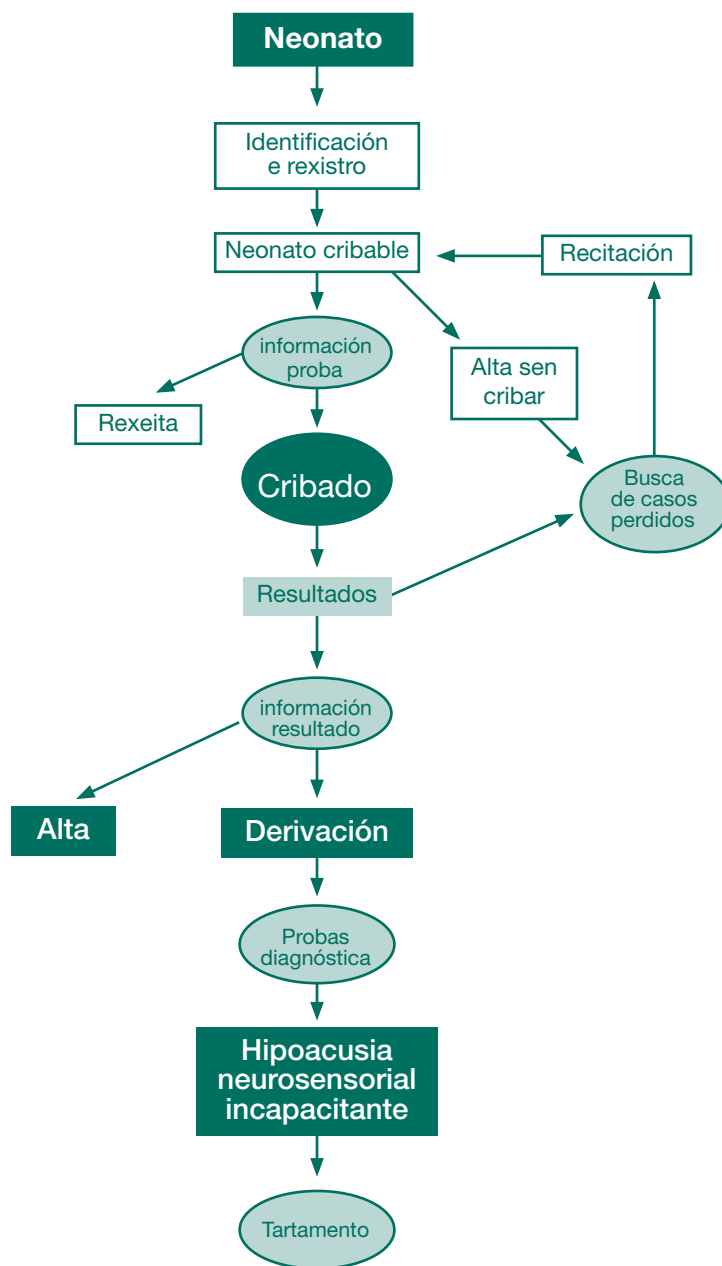 Neonato
Identificación
e rexistro
Neonato cribable
Recitación
información
proba
Alta sen
cribar
Rexeita
Cribado
Busca
de casos
perdidos
Resultados
información
resultado
Alta
Derivación
Probas
diagnóstica
Hipoacusia
neurosensorial
incapacitante
Tartamento